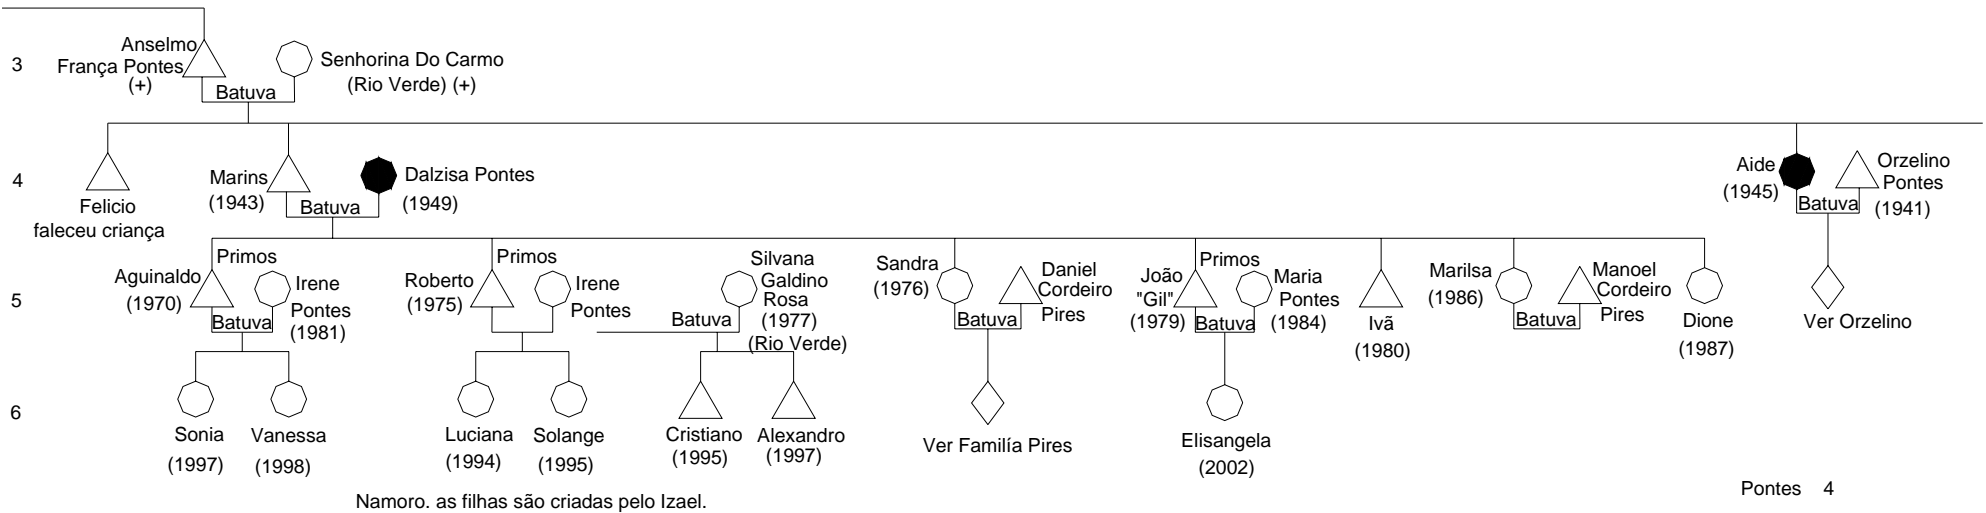 3
Anselmo
França Pontes
(+)
Senhorina Do Carmo
(Rio Verde) (+)
Batuva
4
Felicio
faleceu criança
Marins
(1943)
Batuva
Dalzisa Pontes
(1949)
Aide
(1945)
Batuva
Orzelino
Pontes
(1941)
5
Primos
Aguinaldo
(1970)
Batuva
Irene
Pontes
(1981)
Primos
Roberto
(1975)
Irene
Pontes
Batuva
Silvana
Galdino
Rosa
(1977)
(Rio Verde)
Sandra
(1976)
Batuva
Daniel
Cordeiro
Pires
João
"Gil"
(1979)
Primos
Batuva
Maria
Pontes
(1984)
Ivã
(1980)
Marilsa
(1986)
Batuva
Manoel
Cordeiro
Pires
Dione
(1987)
Ver Orzelino
6
Sonia
(1997)
Vanessa
(1998)
Luciana
(1994)
Solange
(1995)
Cristiano
(1995)
Alexandro
(1997)
Ver Familía Pires
Elisangela
(2002)
Namoro. as filhas são criadas pelo Izael.
Pontes 4